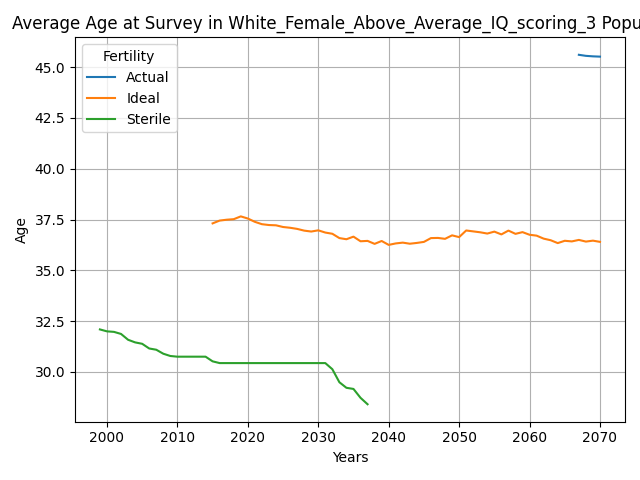 Average Age at Survey in White_Female_Above_Average_IQ_scoring_3 Popu
Fertility
Actual
Ideal
Sterile
45.0
42.5
40.0
37.5
35.0
32.5
30.0
Age
2000 2010 2020 2030 2040 2050 2060 2070
Years